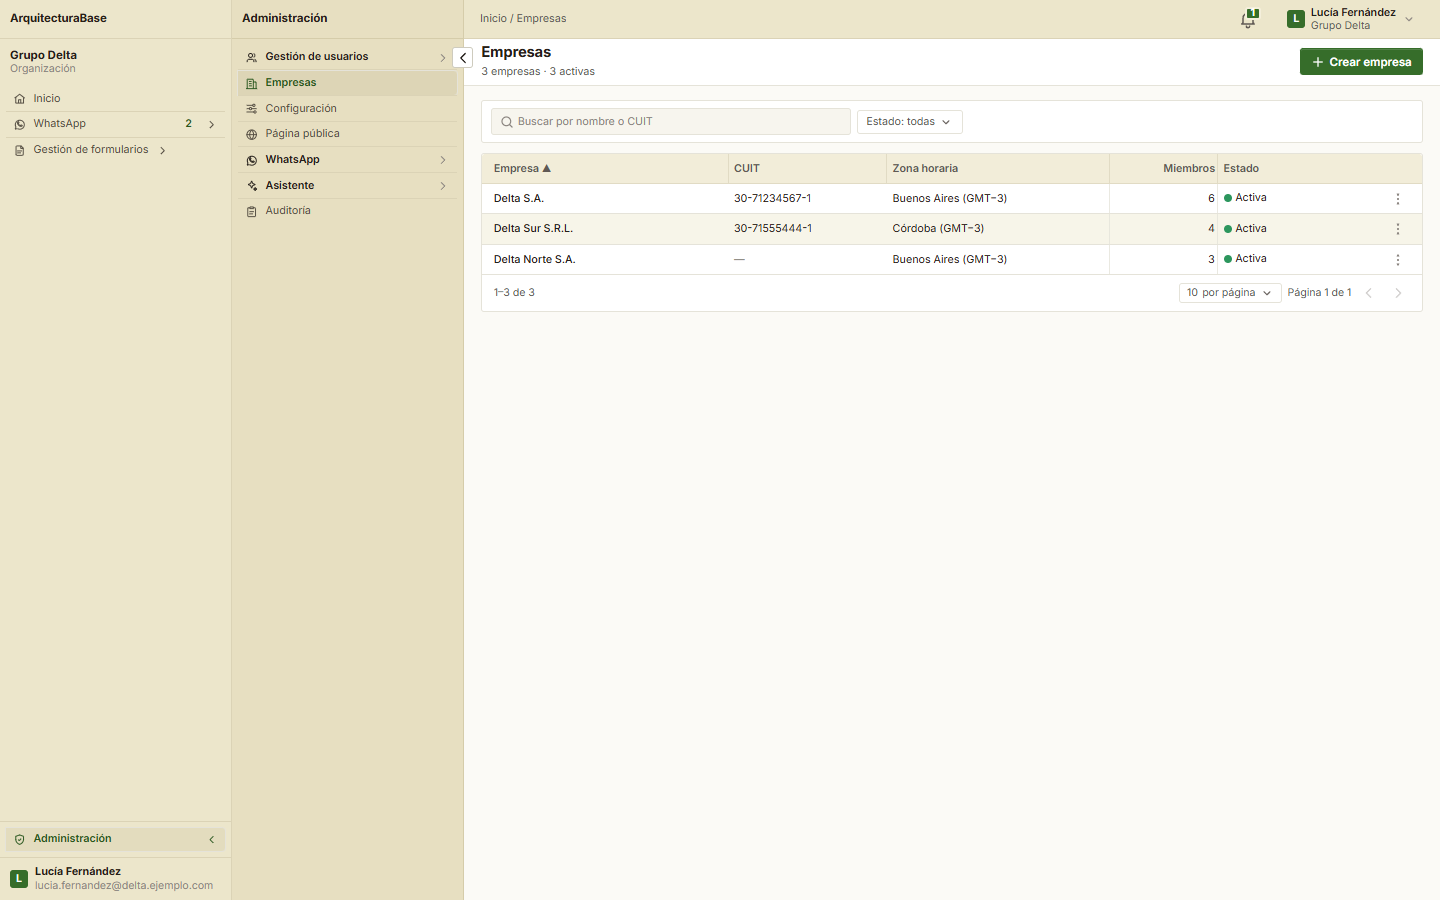 ArquitecturaBase
Grupo Delta
Organización
Inicio
WhatsApp 2
Gestión de formularios
Administración
Lucía Fernández
lucia.fernandez@delta.ejemplo.com
L
Administración
Gestión de usuarios
Empresas
Configuración
Página pública
WhatsApp
Asistente
Auditoría
Inicio / Empresas
1
L
Lucía Fernández
Grupo Delta
Empresas
3 empresas · 3 activas
+ Crear empresa
Buscar por nombre o CUIT
Estado: todas
Empresa ▲ CUIT Zona horaria Miembros Estado
Delta S.A. 30-71234567-1 Buenos Aires (GMT−3) 6 Activa
Delta Sur S.R.L. 30-71555444-1 Córdoba (GMT−3) 4 Activa
Delta Norte S.A. — Buenos Aires (GMT−3) 3 Activa
1–3 de 3
10 por página
Página 1 de 1